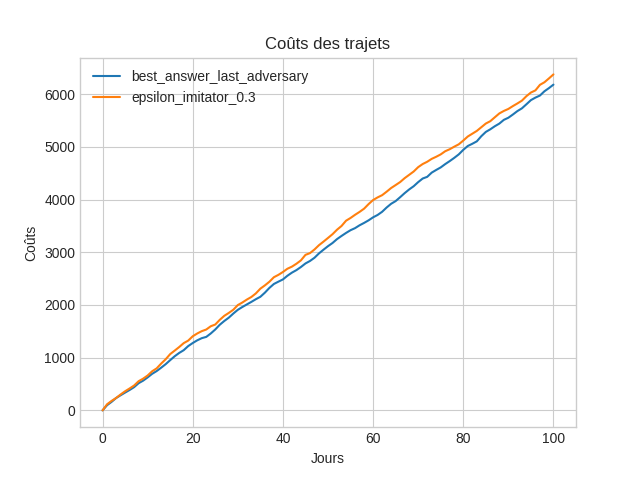 Coûts des trajets
best_answer_last_adversary
epsilon_imitator_0.3
6000
5000
4000
3000
2000
1000
0
Coûts
0 20 40 60 80 100
Jours